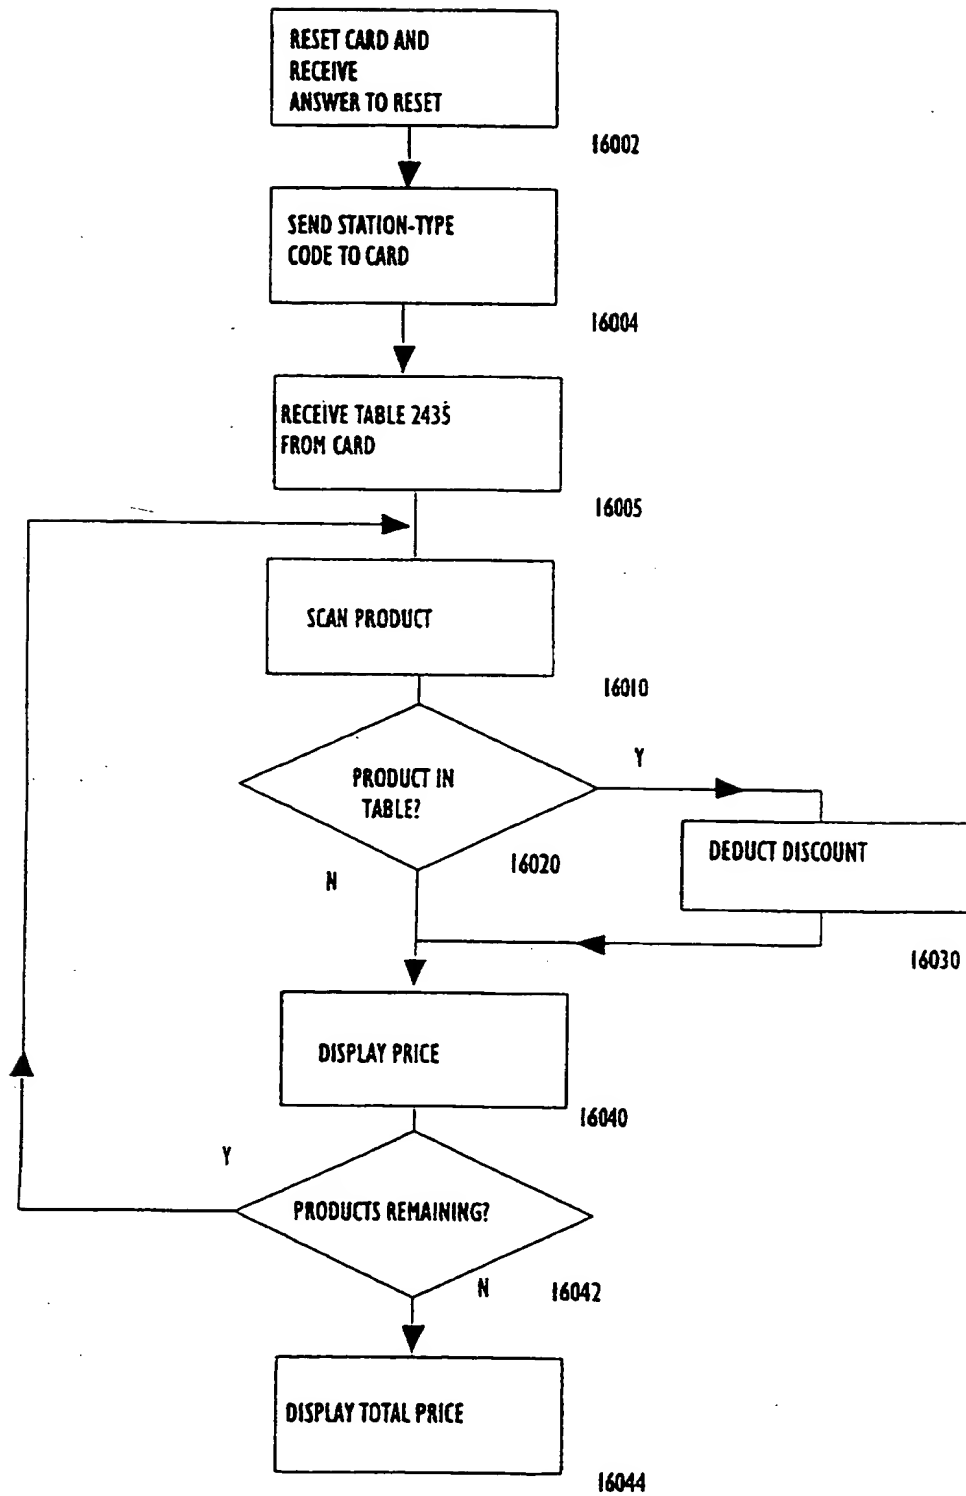 RESET CARD AND
RECEIVE
ANSWER TO RESET
16002
SEND STATION-TYPE
CODE TO CARD
16004
RECEIVE TABLE 2435
FROM CARD
16005
SCAN PRODUCT
16010
PRODUCT IN
TABLE?
Y
16020
N
DEDUCT DISCOUNT
16030
DISPLAY PRICE
16040
Y
PRODUCTS REMAINING?
N
16042
DISPLAY TOTAL PRICE
16044